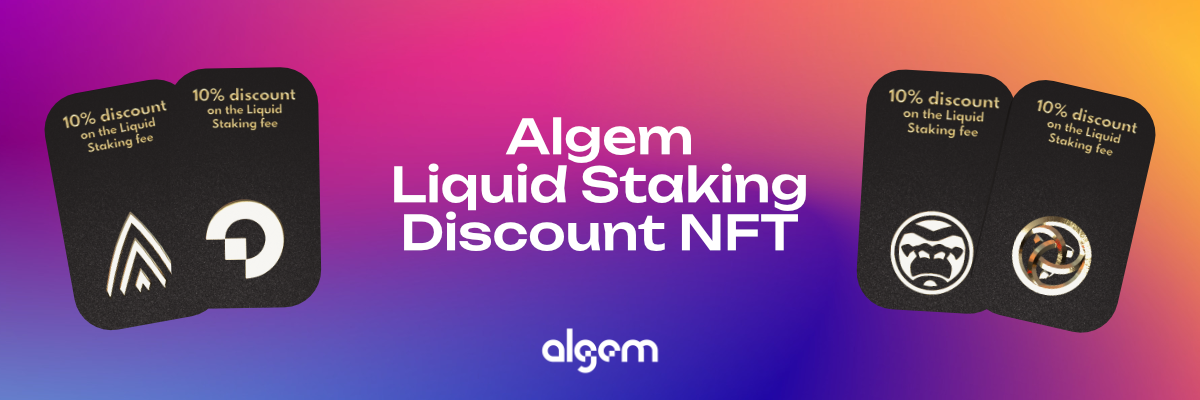 10% discount
on the Liquid
Staking fee
10% discount
on the Liquid
Staking fee
Algem
Liquid Staking
Discount NFT
10% discount
on the Liquid
Staking fee
10% discount
on the Liquid
Staking fee
algem